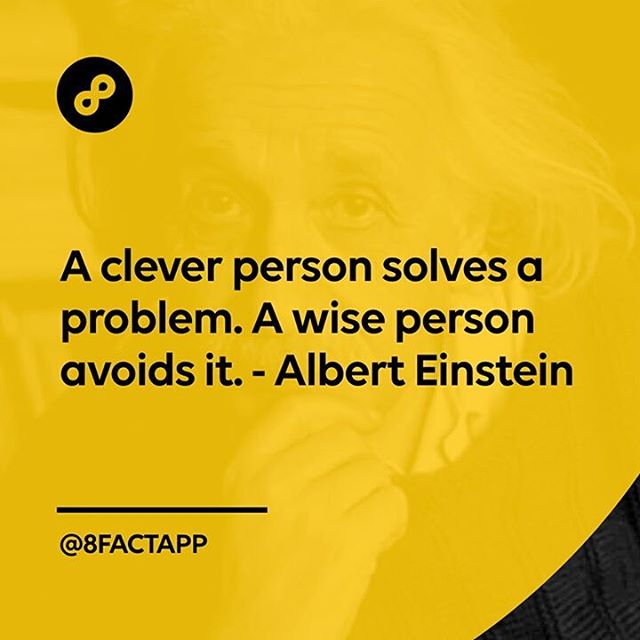 A clever person solves a
problem. A wise person
avoids it. - Albert Einstein
@8FACTAPP